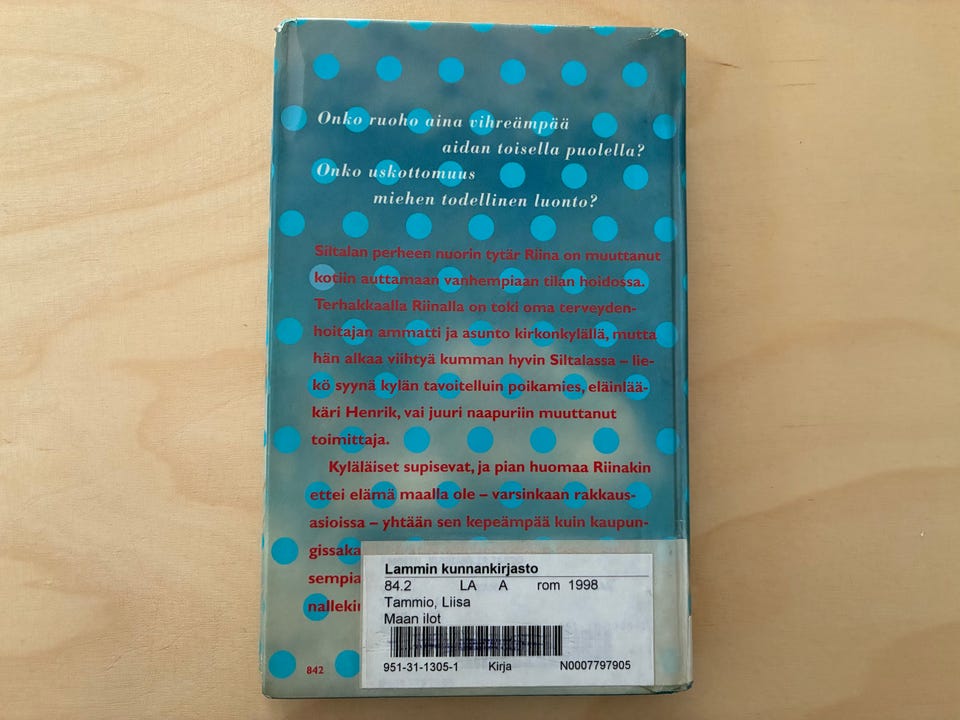 Onko ruoho aina vihreämpää
aidan toisella puolella?
Onko uskottomuus
miehen todellinen luonto?
Siltalan perheen nuorin tytär Riina on muuttanut
kotiin auttamaan vanhempiaan tilan hoidossa.
Terhakkaalla Riinalla on toki oma terveyden-
hoitajan ammatti ja asunto kirkonkylällä, mutta
hän alkaa viihtyä kumman hyvin Siltalassa – lie-
kö syynä kylän tavoitelluin poikamies, eläinlää-
käri Henrik, vai juuri naapuriin muuttanut
toimittaja.
Kyläläiset supisevat, ja pian huomaa Riinakin
ettei elämä maalla ole – varsinkaan rakkaus-
asioissa – yhtään sen kepeämpää kuin kaupun-
gissaka
sempia
nallekin
Lammin kunnankirjasto
84.2 LA A rom 1998
Tammio, Liisa
Maan ilot
951-31-1305-1 Kirja N0007797905
842